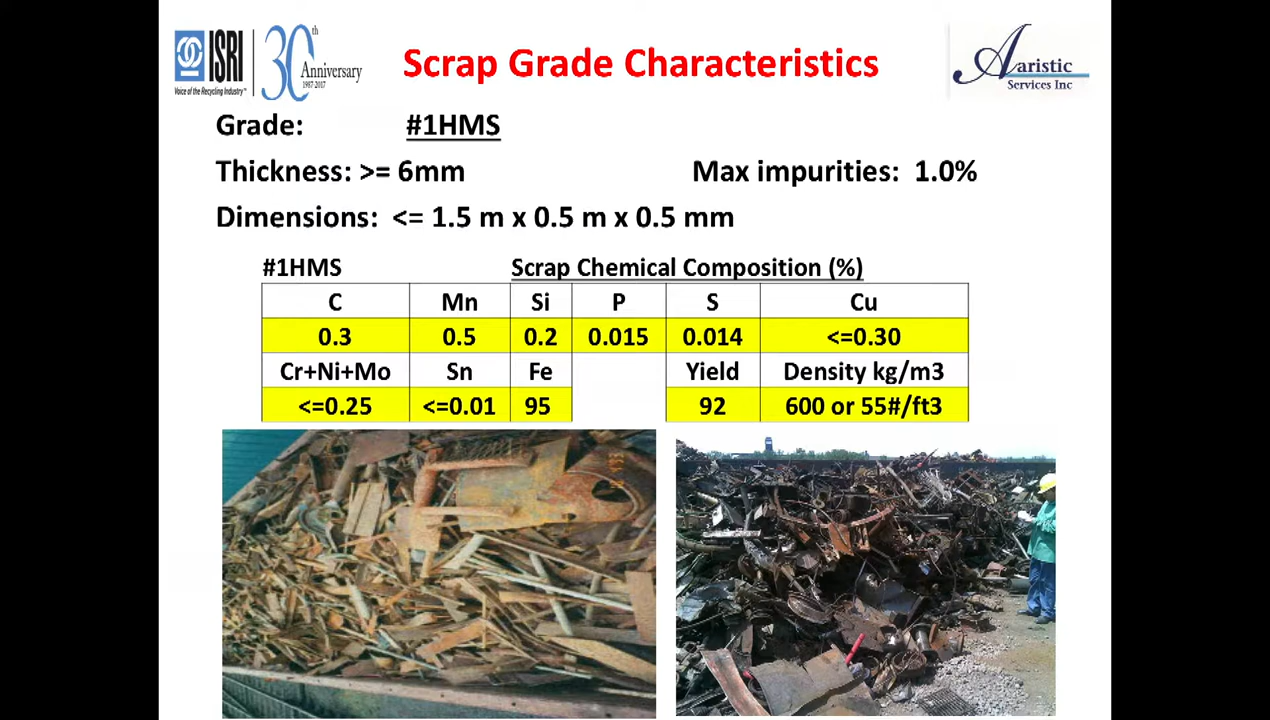 ISRI
Voice of the Recycling Industry™
30th
Anniversary
1987-2017
Scrap Grade Characteristics
Aaristic
Services Inc
Grade: #1HMS
Thickness: >= 6mm Max impurities: 1.0%
Dimensions: <= 1.5 m x 0.5 m x 0.5 mm
#1HMS Scrap Chemical Composition (%)
C Mn Si P S Cu
0.3 0.5 0.2 0.015 0.014 <=0.30
Cr+Ni+Mo Sn Fe Yield Density kg/m3
<=0.25 <=0.01 95 92 600 or 55#/ft3